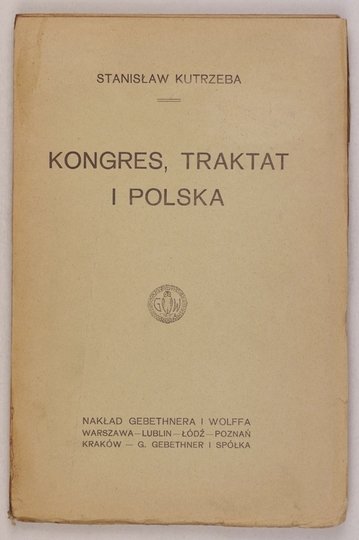 STANISŁAW KUTRZEBA
KONGRES, TRAKTAT
I POLSKA
G W
NAKŁAD GEBETHNERA I WOLFFA
WARSZAWA—LUBLIN—ŁÓDŹ—POZNAŃ
KRAKÓW — G. GEBETHNER I SPÓŁKA